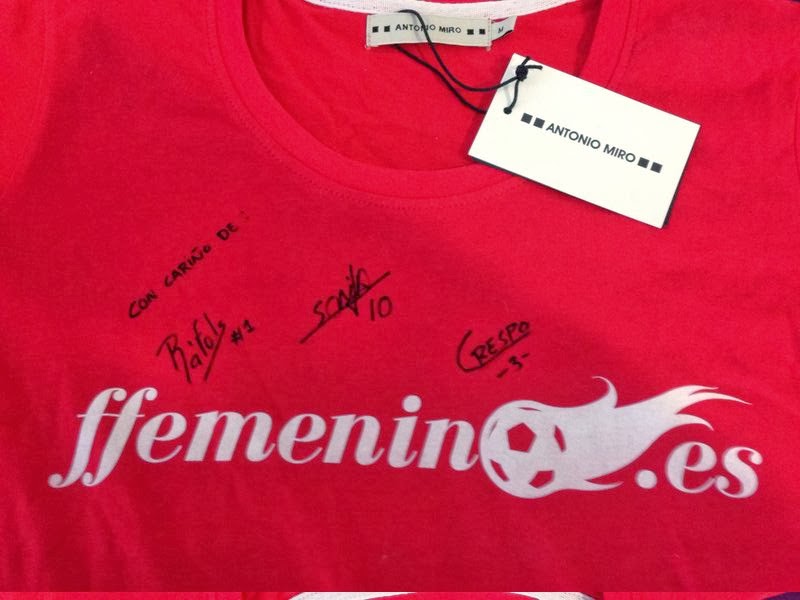 ANTONIO MIRO
M
ANTONIO MIRO
CON CARIÑO DE:
Ràfols #1
Sonia 10
CRESPO
-3-
ffemenino.es